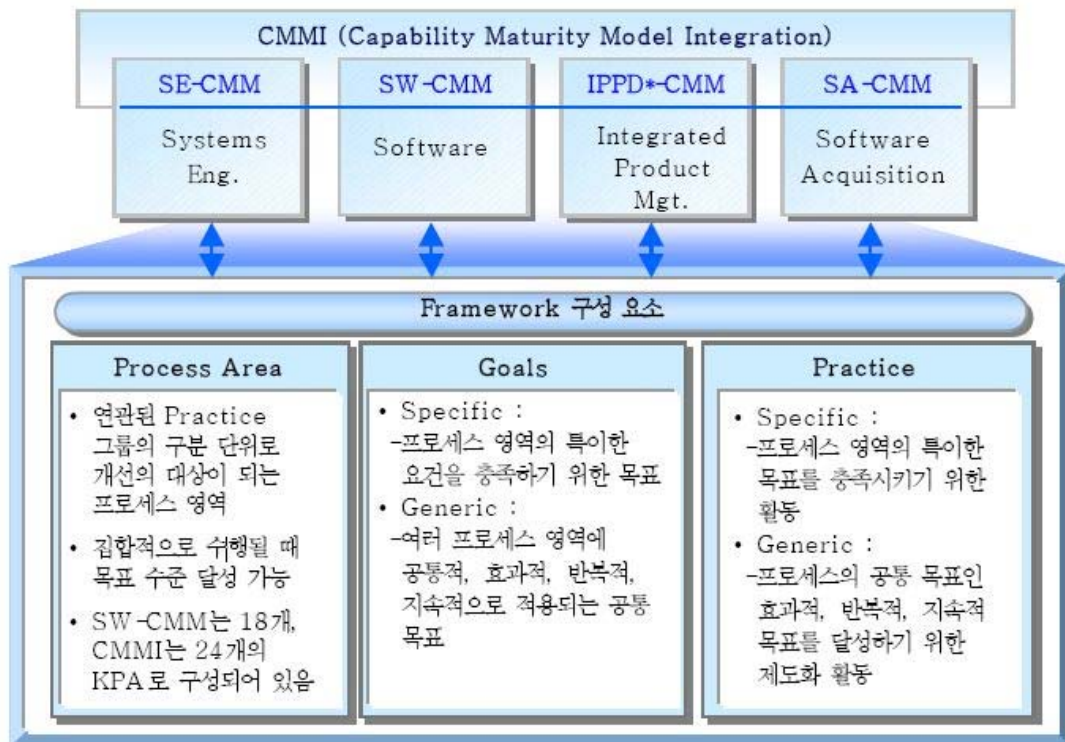 CMMI (Capability Maturity Model Integration)
SE-CMM
Systems
Eng.
SW-CMM
Software
IPPD*-CMM
Integrated
Product
Mgt.
SA-CMM
Software
Acquisition
Framework 구성 요소
Process Area
• 연관된 Practice
그룹의 구분 단위로
개선의 대상이 되는
프로세스 영역
• 집합적으로 수행될 때
목표 수준 달성 가능
• SW-CMM는 18개,
CMMI는 24개의
KPA로 구성되어 있음
Goals
• Specific :
-프로세스 영역의 특이한
요건을 충족하기 위한 목표
• Generic :
-여러 프로세스 영역에
공통적, 효과적, 반복적,
지속적으로 적용되는 공통
목표
Practice
• Specific :
-프로세스 영역의 특이한
목표를 충족시키기 위한
활동
• Generic :
-프로세스의 공통 목표인
효과적, 반복적, 지속적
목표를 달성하기 위한
제도화 활동